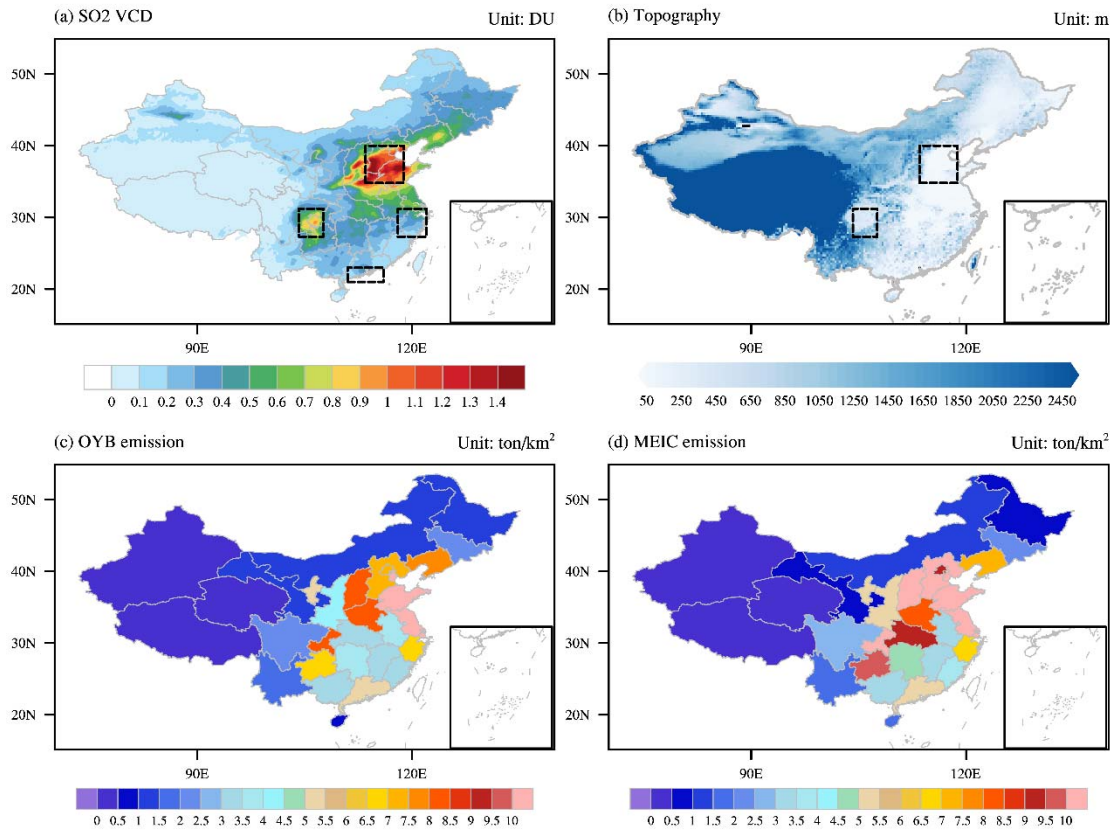 (a) SO2 VCD Unit: DU
50N
40N
30N
20N
90E 120E
0 0.1 0.2 0.3 0.4 0.5 0.6 0.7 0.8 0.9 1 1.1 1.2 1.3 1.4
(b) Topography Unit: m
50N
40N
30N
20N
90E 120E
50 250 450 650 850 1050 1250 1450 1650 1850 2050 2250 2450
(c) OYB emission Unit: ton/km²
50N
40N
30N
20N
90E 120E
0 0.5 1 1.5 2 2.5 3 3.5 4 4.5 5 5.5 6 6.5 7 7.5 8 8.5 9 9.5 10
(d) MEIC emission Unit: ton/km²
50N
40N
30N
20N
90E 120E
0 0.5 1 1.5 2 2.5 3 3.5 4 4.5 5 5.5 6 6.5 7 7.5 8 8.5 9 9.5 10